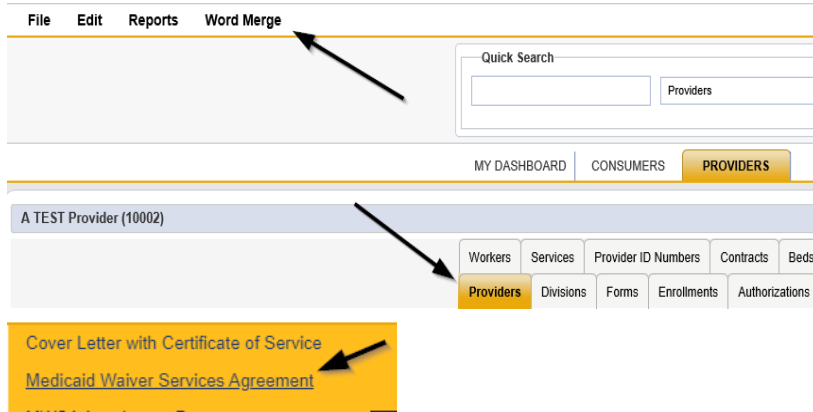 File Edit Reports Word Merge
Quick Search
Providers
MY DASHBOARD CONSUMERS PROVIDERS
A TEST Provider (10002)
Workers Services Provider ID Numbers Contracts Beds
Providers Divisions Forms Enrollments Authorizations
Cover Letter with Certificate of Service
Medicaid Waiver Services Agreement